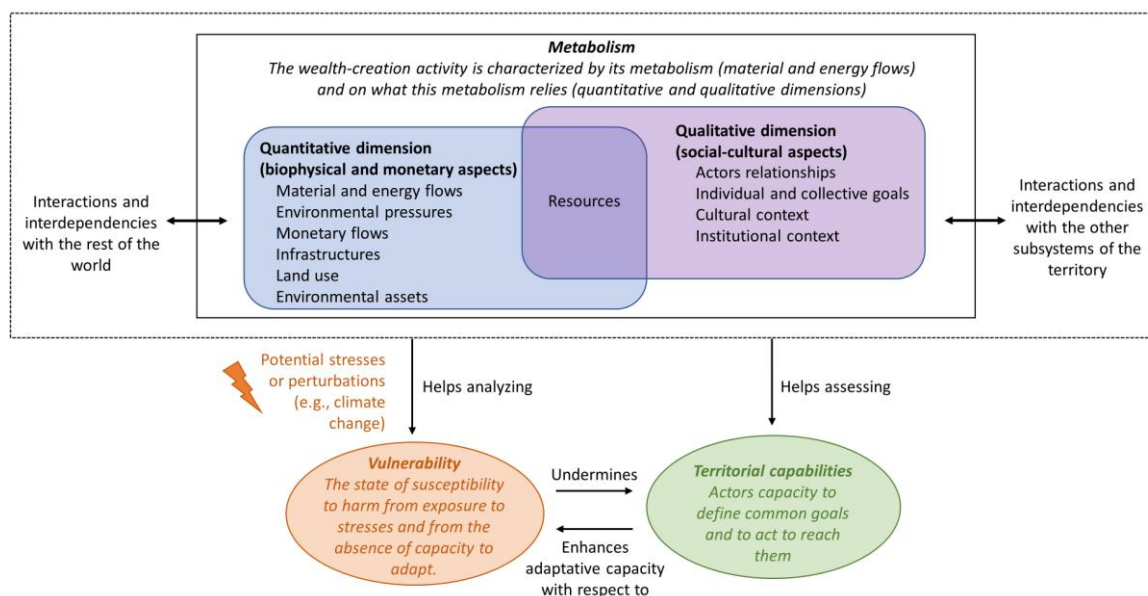 Metabolism
The wealth-creation activity is characterized by its metabolism (material and energy flows)
and on what this metabolism relies (quantitative and qualitative dimensions)
Quantitative dimension
(biophysical and monetary aspects)
Material and energy flows
Environmental pressures
Monetary flows
Infrastructures
Land use
Environmental assets
Resources
Qualitative dimension
(social-cultural aspects)
Actors relationships
Individual and collective goals
Cultural context
Institutional context
Interactions and
interdependencies
with the rest of the
world
Interactions and
interdependencies
with the other
subsystems of the
territory
Potential stresses
or perturbations
(e.g., climate
change)
Helps analyzing
Helps assessing
Vulnerability
The state of susceptibility
to harm from exposure to
stresses and from the
absence of capacity to
adapt.
Undermines
Enhances
adaptative capacity
with respect to
Territorial capabilities
Actors capacity to
define common goals
and to act to reach
them